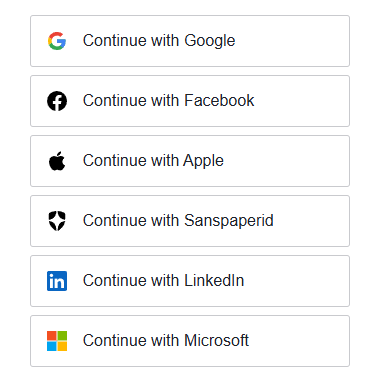 Continue with Google
Continue with Facebook
Continue with Apple
Continue with Sanspaperid
Continue with LinkedIn
Continue with Microsoft